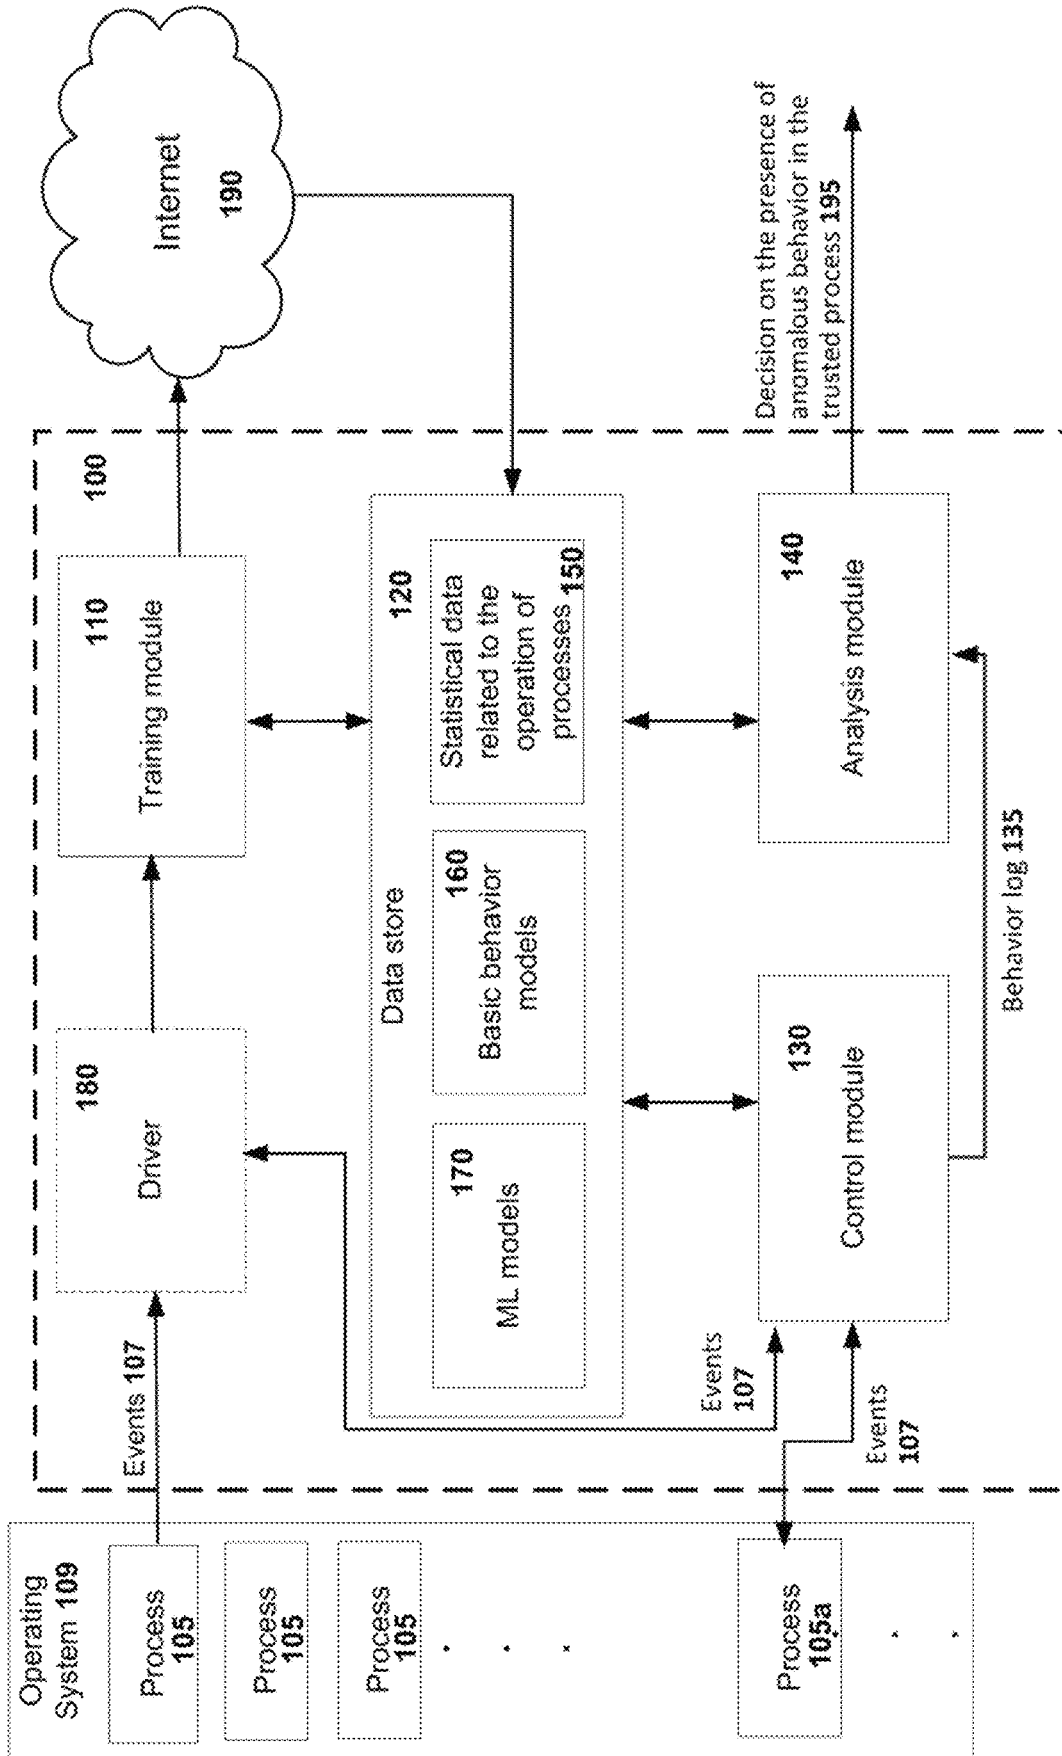 Operating
System 109
Process
105
Process
105
Process
105
Process
105a
Events 107
180
Driver
110
Training module
100
Internet
190
Data store
120
170
ML models
160
Basic behavior
models
Statistical data
related to the
operation of
processes 150
Events
107
Events
107
130
Control module
140
Analysis module
Behavior log 135
Decision on the presence of
anomalous behavior in the
trusted process 195